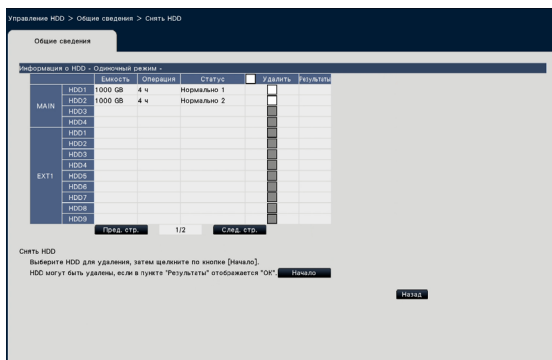 Управление HDD > Общие сведения > Снять HDD
Общие сведения
Информация о HDD - Одиночный режим -
Емкость Операция Статус Удалить Результаты
MAIN
HDD1 1000 GB 4 ч Нормально 1
HDD2 1000 GB 4 ч Нормально 2
HDD3
HDD4
EXT1
HDD1
HDD2
HDD3
HDD4
HDD5
HDD6
HDD7
HDD8
HDD9
Пред. стр. 1/2 След. стр.
Снять HDD
Выберите HDD для удаления, затем щелкните по кнопке [Начало].
HDD могут быть удалены, если в пункте "Результаты" отображается "OK". Начало
Назад